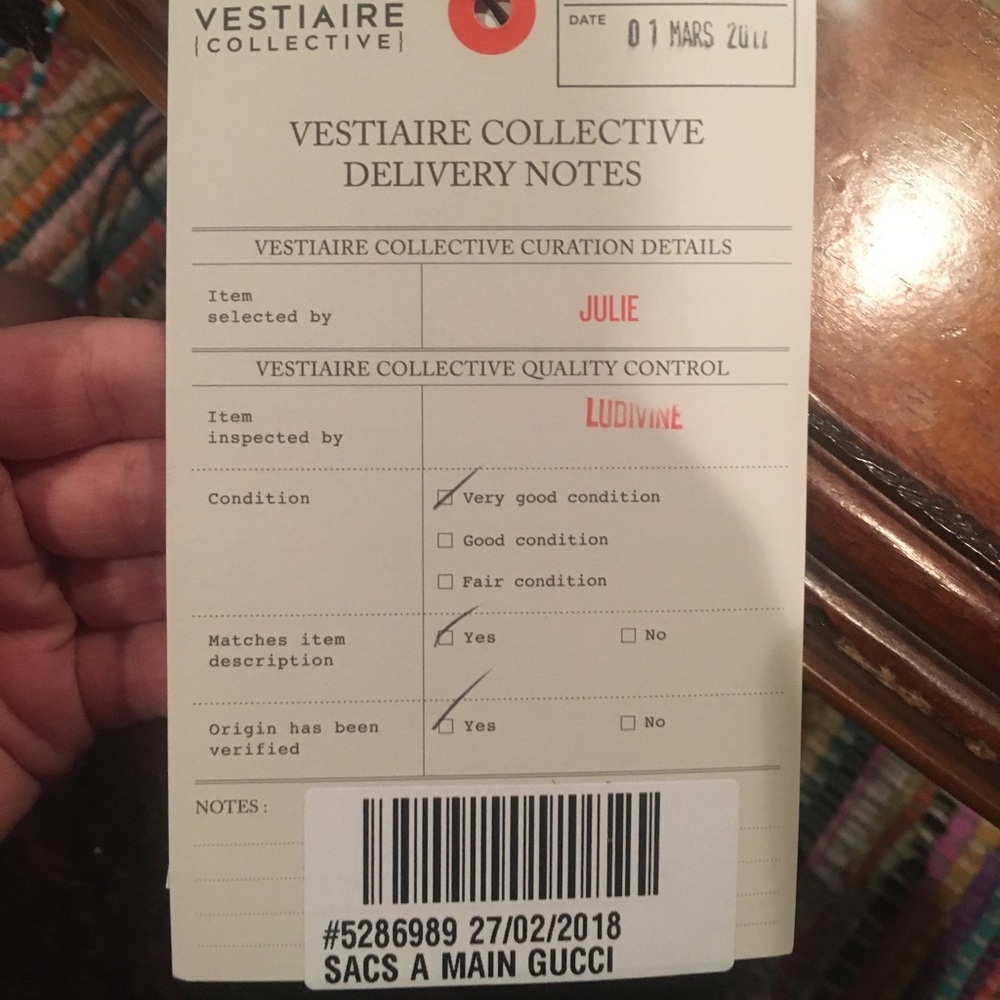 VESTIAIRE
{COLLECTIVE}
DATE
01 MARS
VESTIAIRE COLLECTIVE
DELIVERY NOTES
VESTIAIRE COLLECTIVE CURATION DETAILS
Item
selected by
JULIE
VESTIAIRE COLLECTIVE QUALITY CONTROL
Item
inspected by
LUDIVINE
Condition
Very good condition
Good condition
Fair condition
Matches item
description
Yes No
Origin has been
verified
Yes No
NOTES :
#5286989 27/02/2018
SACS A MAIN GUCCI